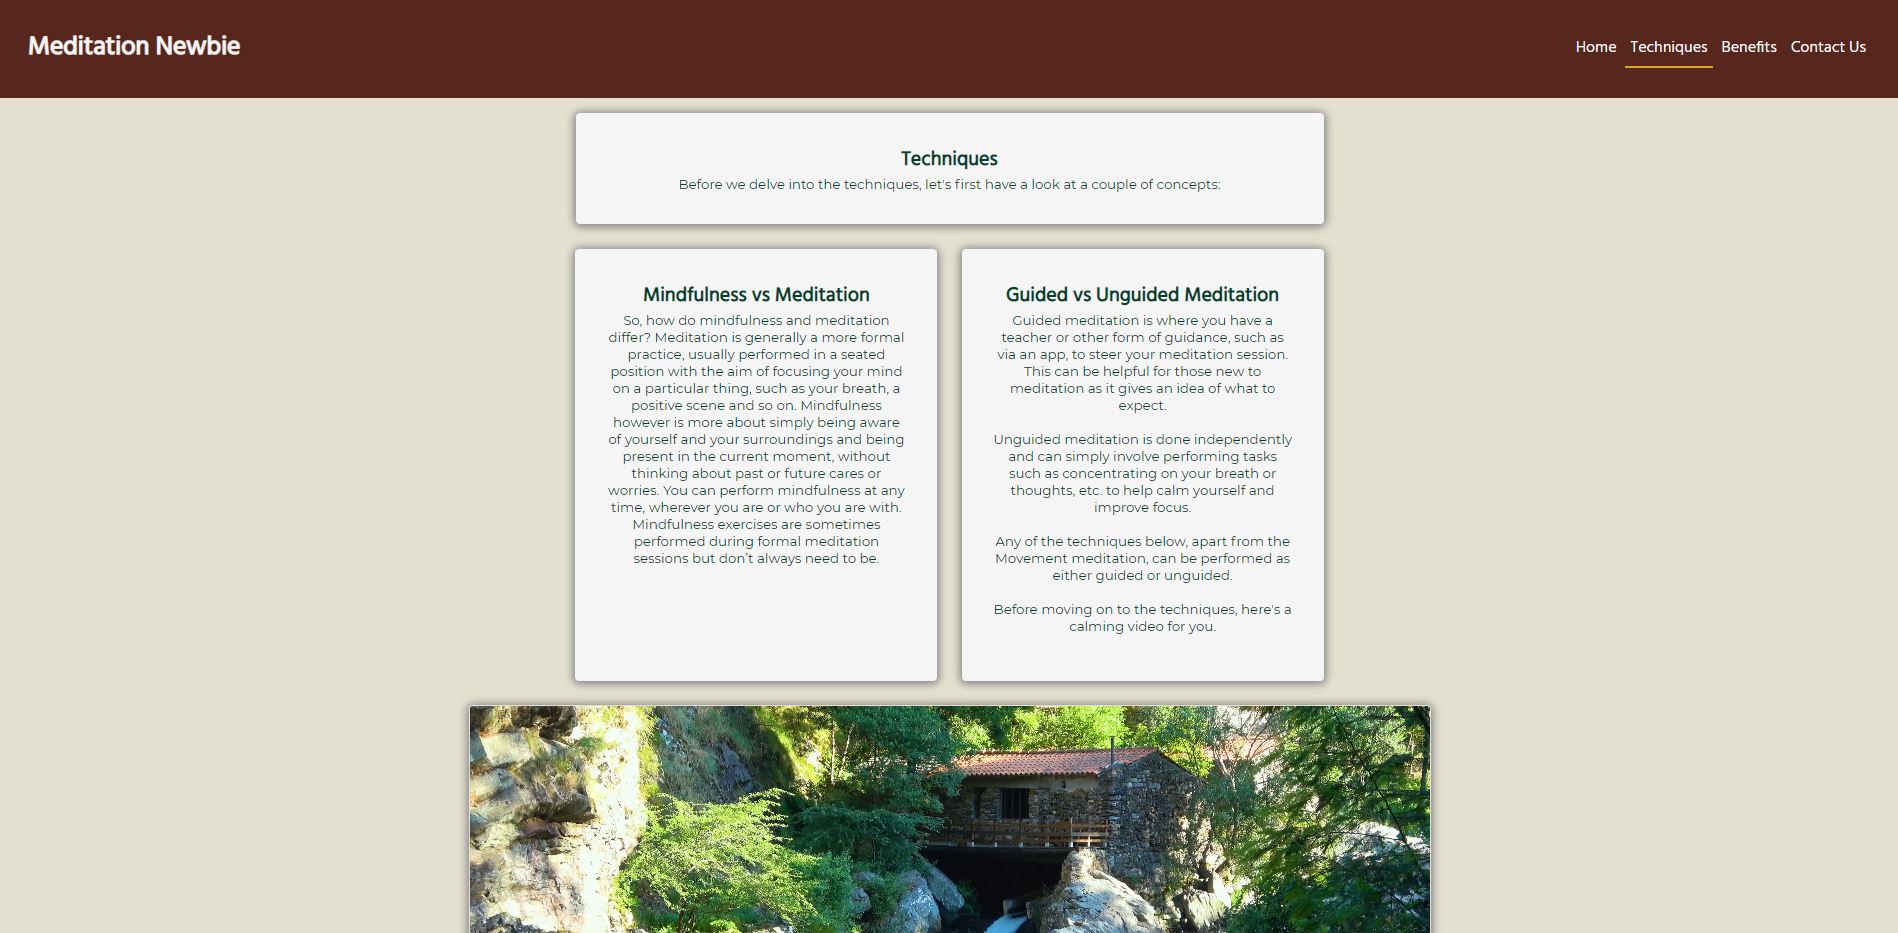 Meditation Newbie
Home Techniques Benefits Contact Us
Techniques
Before we delve into the techniques, let's first have a look at a couple of concepts:
Mindfulness vs Meditation
So, how do mindfulness and meditation
differ? Meditation is generally a more formal
practice, usually performed in a seated
position with the aim of focusing your mind
on a particular thing, such as your breath, a
positive scene and so on. Mindfulness
however is more about simply being aware
of yourself and your surroundings and being
present in the current moment, without
thinking about past or future cares or
worries. You can perform mindfulness at any
time, wherever you are or who you are with.
Mindfulness exercises are sometimes
performed during formal meditation
sessions but don’t always need to be.
Guided vs Unguided Meditation
Guided meditation is where you have a
teacher or other form of guidance, such as
via an app, to steer your meditation session.
This can be helpful for those new to
meditation as it gives an idea of what to
expect.
Unguided meditation is done independently
and can simply involve performing tasks
such as concentrating on your breath or
thoughts, etc. to help calm yourself and
improve focus.
Any of the techniques below, apart from the
Movement meditation, can be performed as
either guided or unguided.
Before moving on to the techniques, here's a
calming video for you.